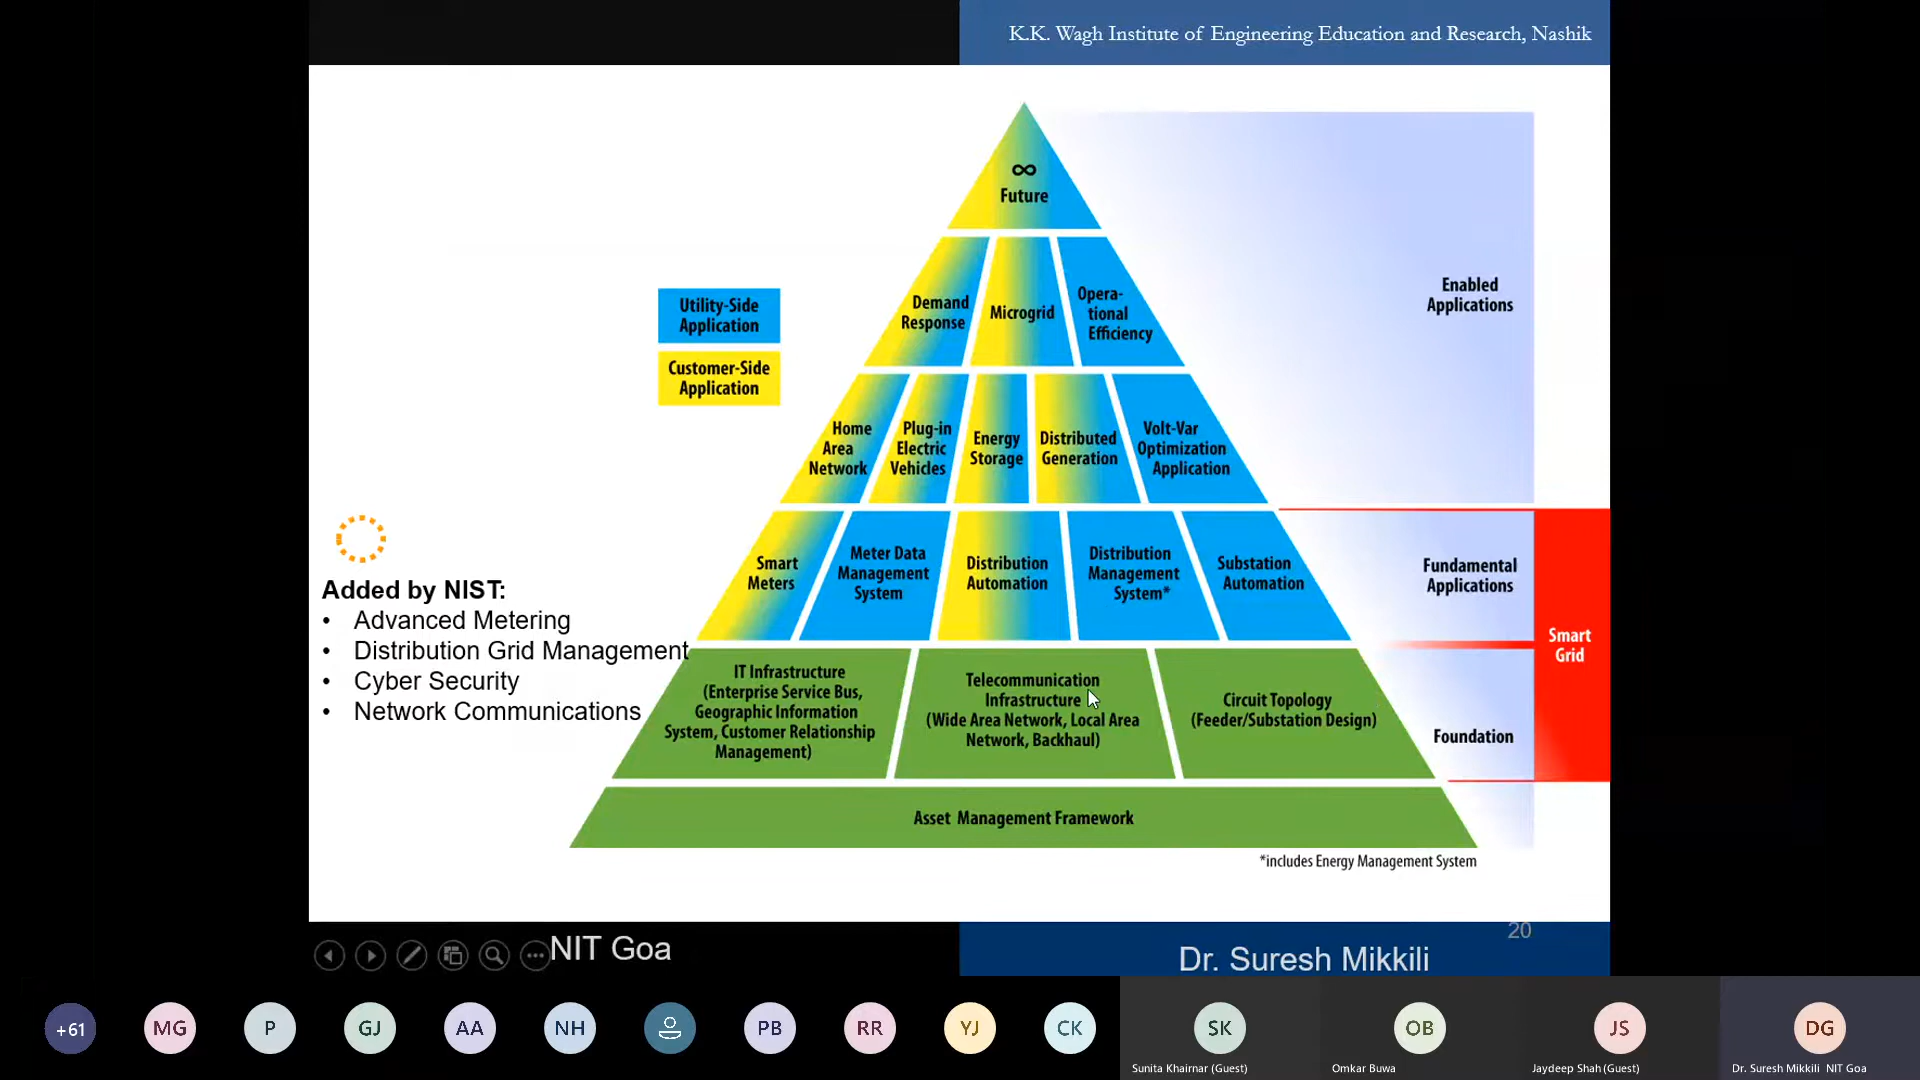 K.K. Wagh Institute of Engineering Education and Research, Nashik
∞
Future
Demand
Response
Microgrid
Opera-
tional
Efficiency
Enabled
Applications
Utility-Side
Application
Customer-Side
Application
Home
Area
Network
Plug-in
Electric
Vehicles
Energy
Storage
Distributed
Generation
Volt-Var
Optimization
Application
Smart
Meters
Meter Data
Management
System
Distribution
Automation
Distribution
Management
System*
Substation
Automation
Fundamental
Applications
Smart
Grid
Added by NIST:
• Advanced Metering
• Distribution Grid Management
• Cyber Security
• Network Communications
IT Infrastructure
(Enterprise Service Bus,
Geographic Information
System, Customer Relationship
Management)
Telecommunication
Infrastructure
(Wide Area Network, Local Area
Network, Backhaul)
Circuit Topology
(Feeder/Substation Design)
Foundation
Asset Management Framework
*includes Energy Management System
20
NIT Goa
Dr. Suresh Mikkili
+61
MG
P
GJ
AA
NH
PB
RR
YJ
CK
SK
OB
JS
DG
Sunita Khairnar (Guest)
Omkar Buwa
Jaydeep Shah (Guest)
Dr. Suresh Mikkili NIT Goa